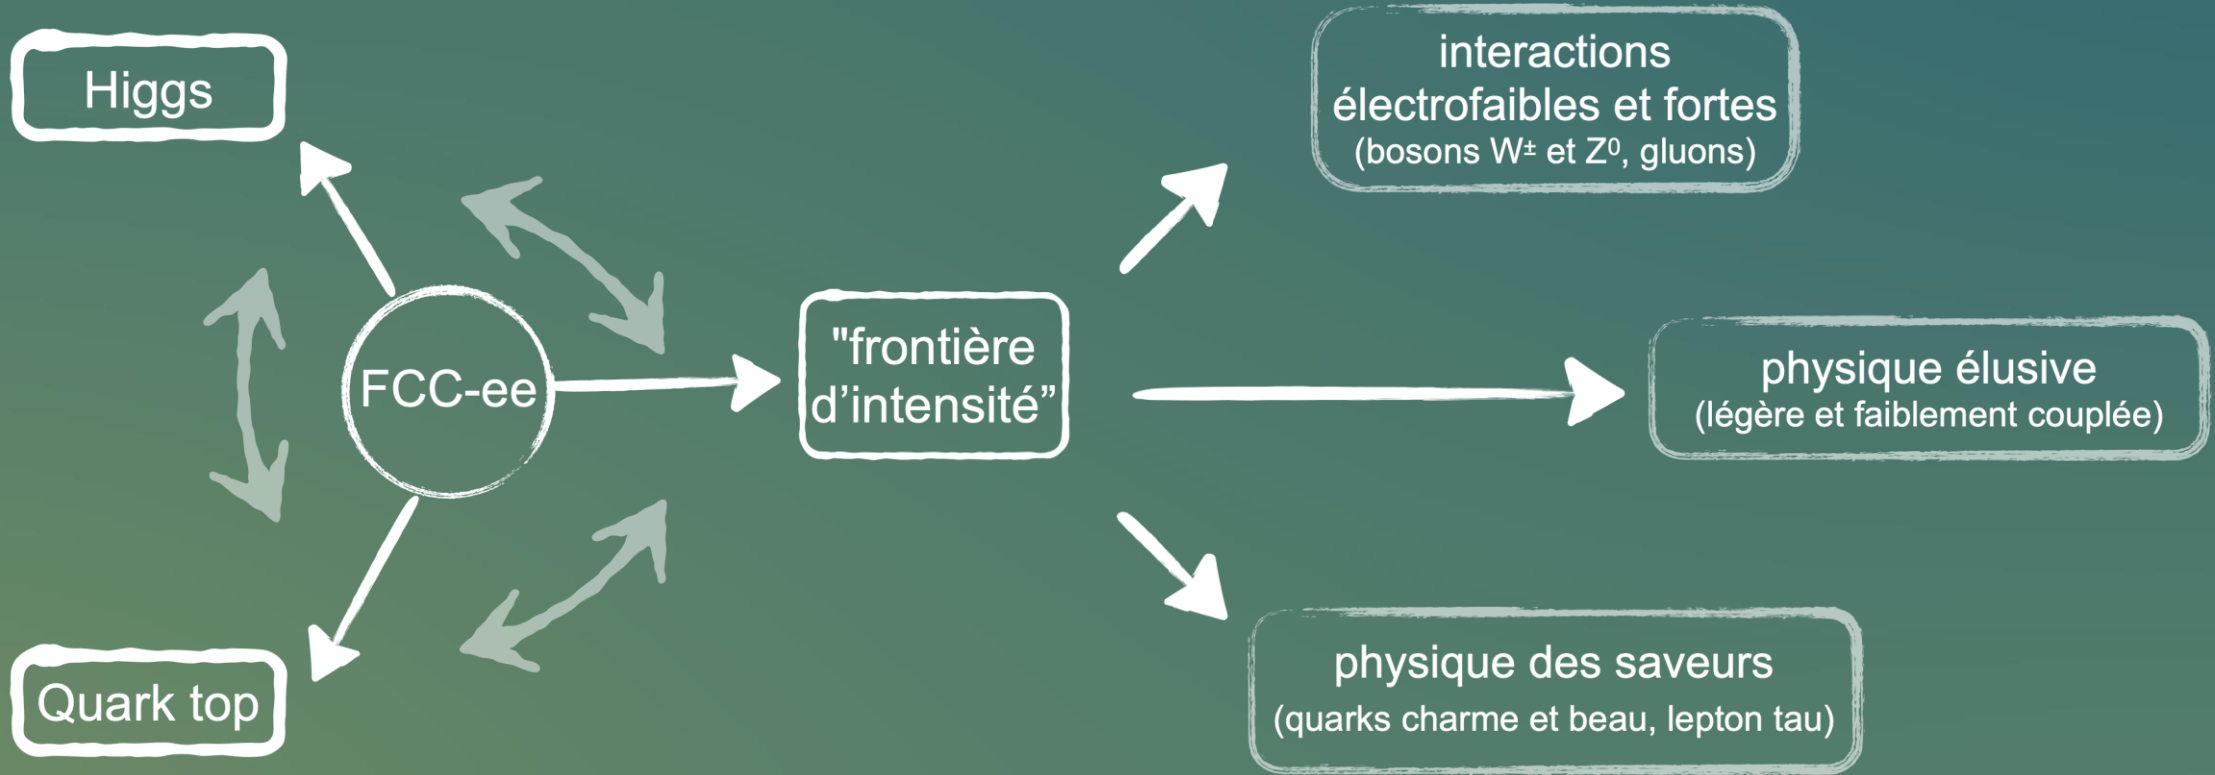 Higgs
interactions
électrofaibles et fortes
(bosons W± et Z⁰, gluons)
FCC-ee
"frontière
d’intensité”
physique élusive
(légère et faiblement couplée)
Quark top
physique des saveurs
(quarks charme et beau, lepton tau)